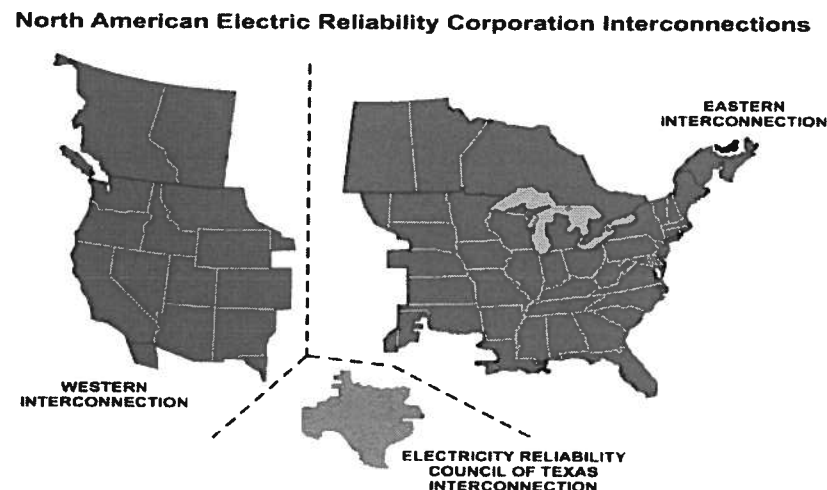 North American Electric Reliability Corporation Interconnections
EASTERN
INTERCONNECTION
WESTERN
INTERCONNECTION
ELECTRICITY RELIABILITY
COUNCIL OF TEXAS
INTERCONNECTION